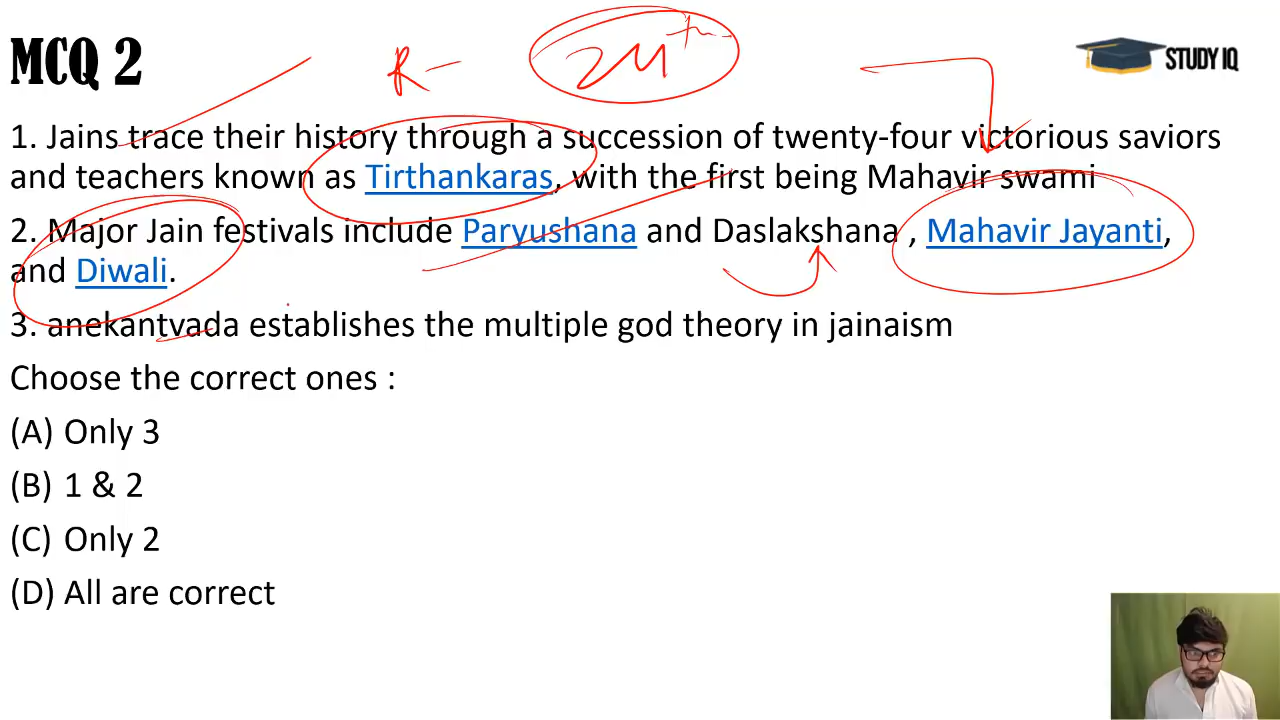 MCQ 2
R- 24th
STUDY IQ
1. Jains trace their history through a succession of twenty-four victorious saviors
and teachers known as Tirthankaras, with the first being Mahavir swami
2. Major Jain festivals include Paryushana and Daslakshana , Mahavir Jayanti,
and Diwali.
3. anekantvada establishes the multiple god theory in jainaism
Choose the correct ones :
(A) Only 3
(B) 1 & 2
(C) Only 2
(D) All are correct